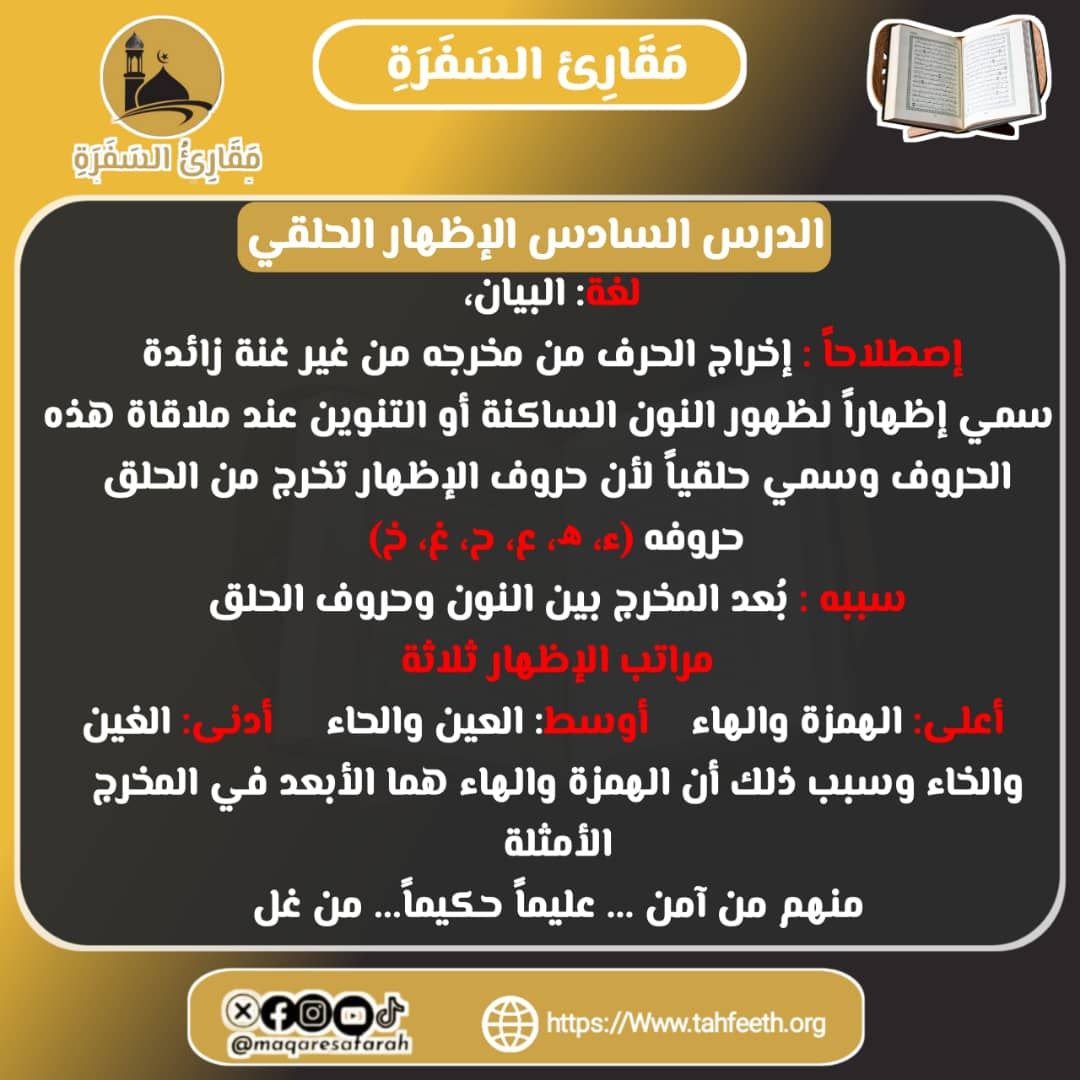 مَقَارِئ السَفَرَةِ
مَقَارِئُ السَفَرَةِ
الدرس السادس الإظهار الحلقي
لغة: البيان،
إصطلاحاً : إخراج الحرف من مخرجه من غير غنة زائدة
سمي إظهاراً لظهور النون الساكنة أو التنوين عند ملاقاة هذه
الحروف وسمي حلقياً لأن حروف الإظهار تخرج من الحلق
حروفه (ء، هـ، ع، ح، غ، خ)
سببه : بُعد المخرج بين النون وحروف الحلق
مراتب الإظهار ثلاثة
أعلى: الهمزة والهاء أوسط: العين والحاء أدنى: الغين
والخاء وسبب ذلك أن الهمزة والهاء هما الأبعد في المخرج
الأمثلة
منهم من آمن ... عليماً حكيماً... من غل
@maqaresafarah
https://Www.tahfeeth.org